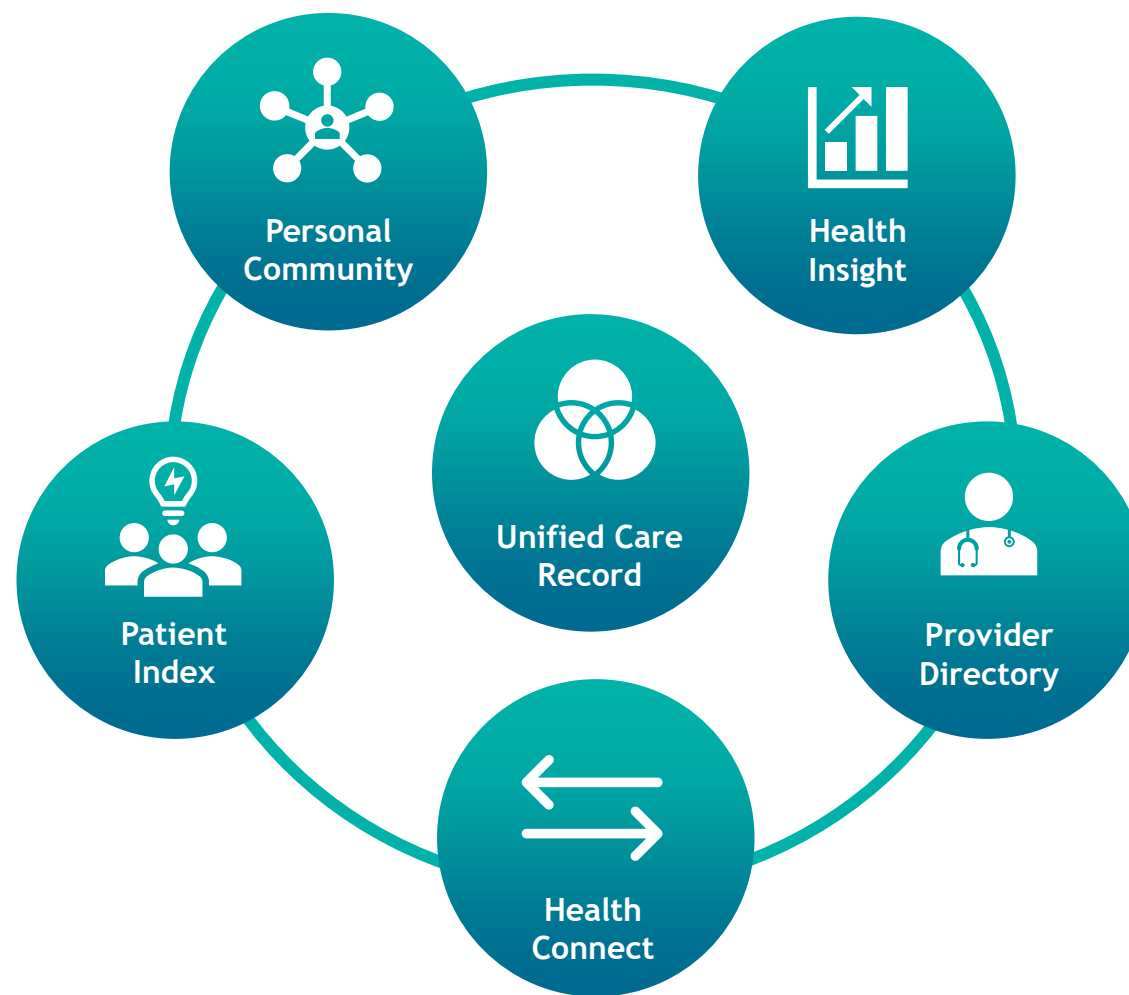 Personal
Community
Health
Insight
Unified Care
Record
Patient
Index
Provider
Directory
Health
Connect